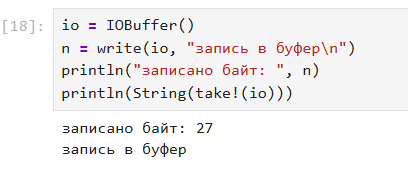 [18]:
io = IOBuffer()
n = write(io, "запись в буфер\n")
println("записано байт: ", n)
println(String(take!(io)))
записано байт: 27
запись в буфер